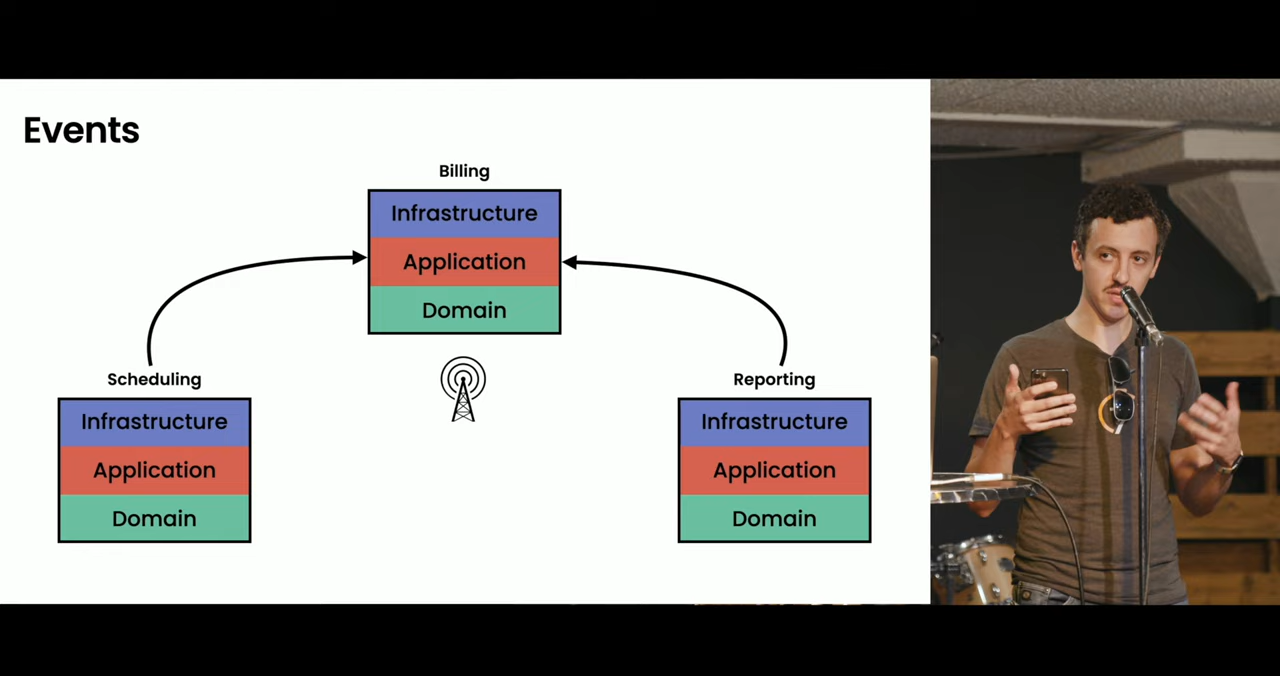 Events
Billing
Infrastructure
Application
Domain
Scheduling
Infrastructure
Application
Domain
Reporting
Infrastructure
Application
Domain